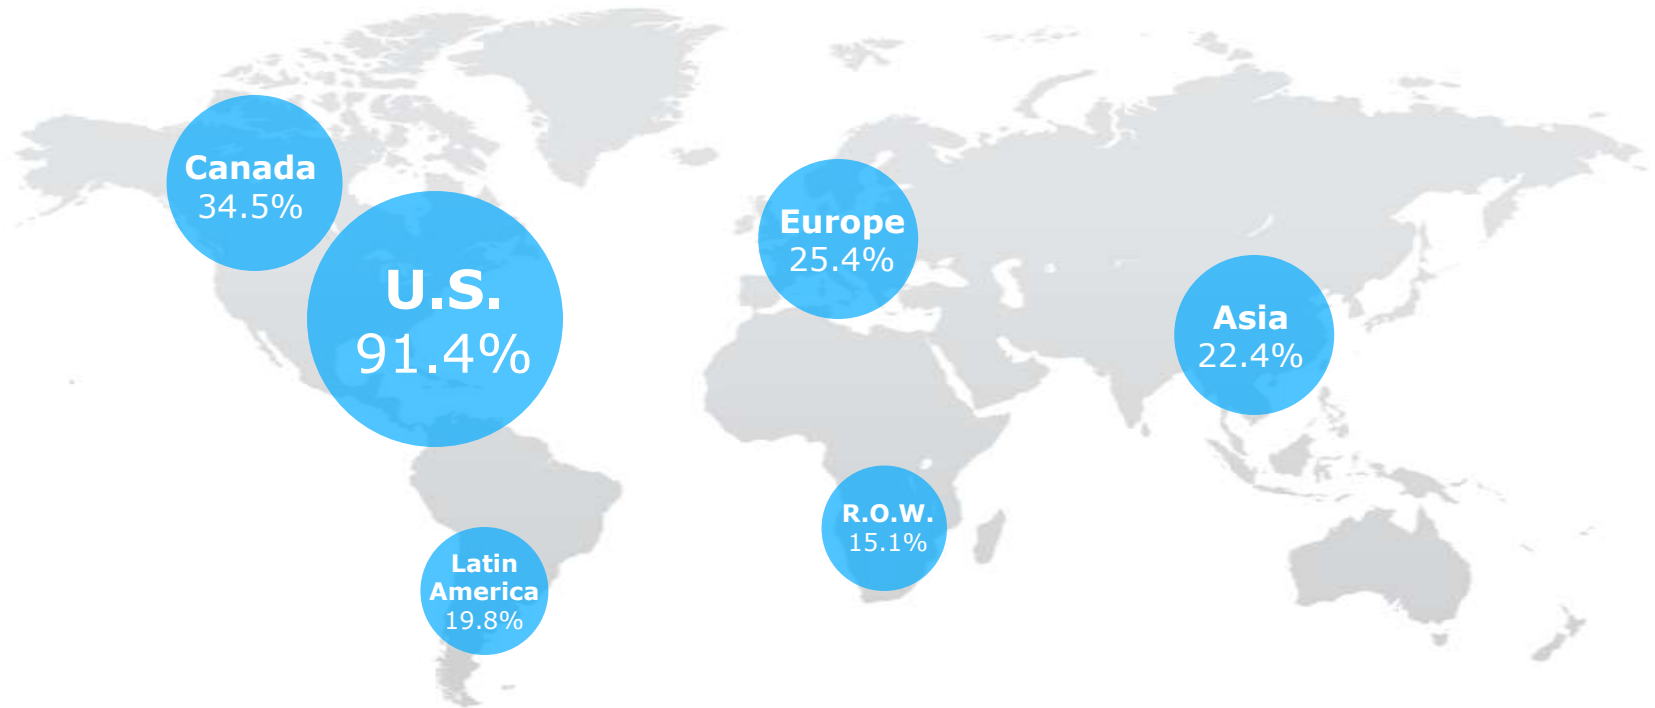 Canada
34.5%
U.S.
91.4%
Europe
25.4%
Asia
22.4%
R.O.W.
15.1%
Latin
America
19.8%